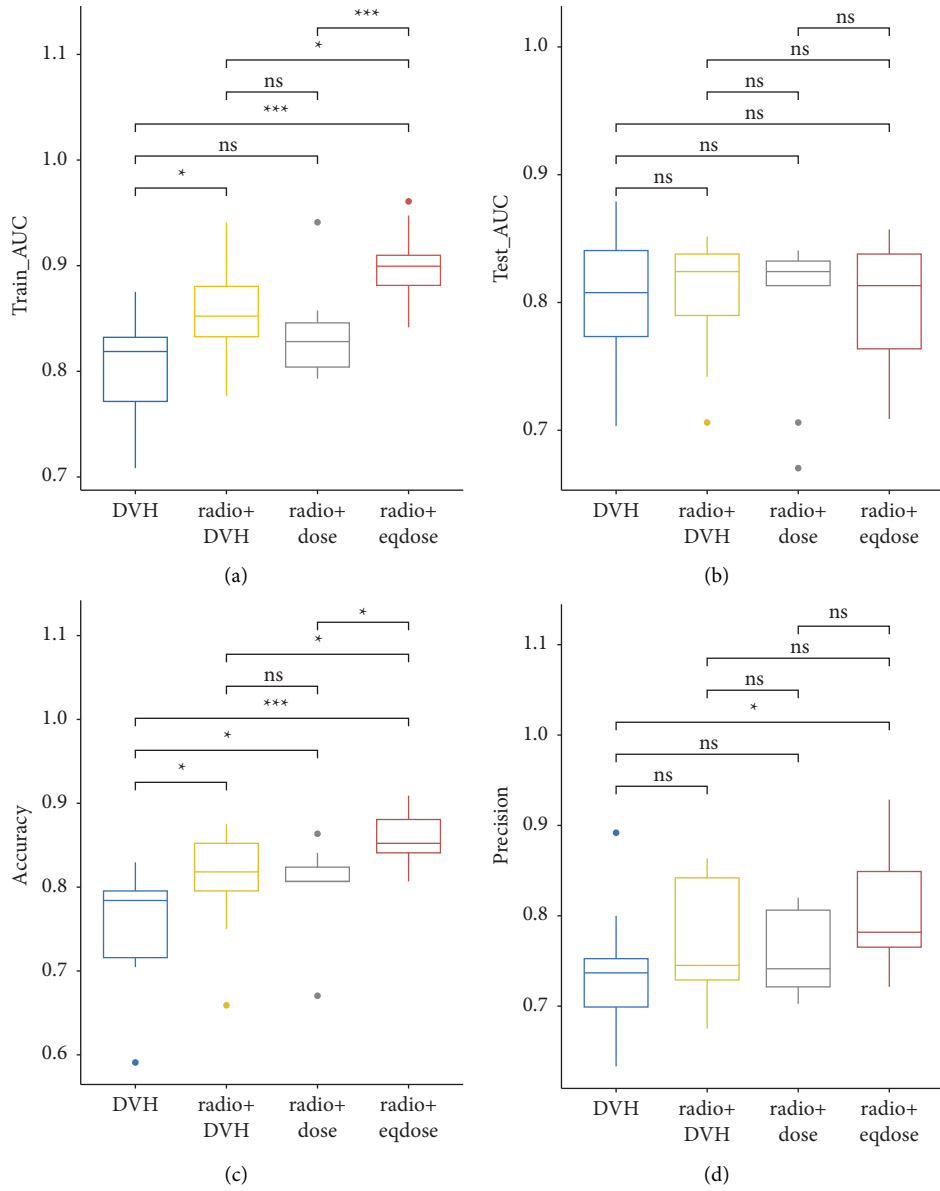 ***
*
ns
***
ns
*
1.1
1.0
0.9
0.8
0.7
Train_AUC
DVH
radio+
DVH
radio+
dose
radio+
eqdose
(a)
ns
ns
ns
ns
ns
ns
1.0
0.9
0.8
0.7
Test_AUC
DVH
radio+
DVH
radio+
dose
radio+
eqdose
(b)
*
*
ns
***
*
*
1.1
1.0
0.9
0.8
0.7
0.6
Accuracy
DVH
radio+
DVH
radio+
dose
radio+
eqdose
(c)
ns
ns
ns
*
ns
ns
1.1
1.0
0.9
0.8
0.7
Precision
DVH
radio+
DVH
radio+
dose
radio+
eqdose
(d)